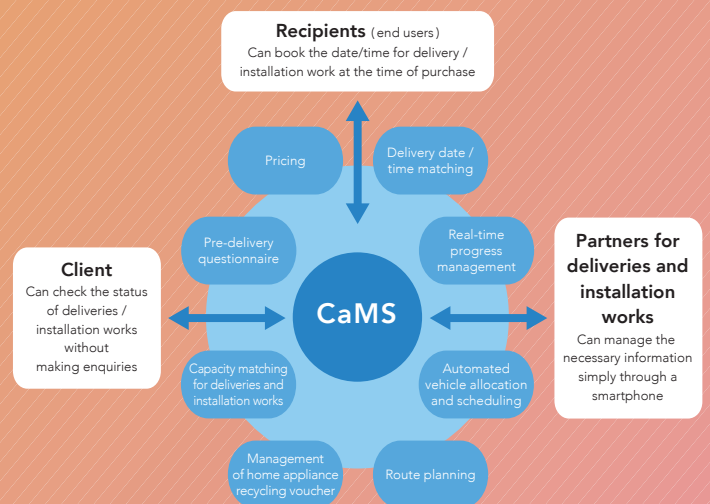 Recipients (end users)
Can book the date/time for delivery /
installation work at the time of purchase
Pricing
Delivery date /
time matching
Pre-delivery
questionnaire
Real-time
progress
management
Client
Can check the status
of deliveries /
installation works
without
making enquiries
CaMS
Partners for
deliveries and
installation
works
Can manage the
necessary information
simply through a
smartphone
Capacity matching
for deliveries and
installation works
Automated
vehicle allocation
and scheduling
Management
of home appliance
recycling voucher
Route planning